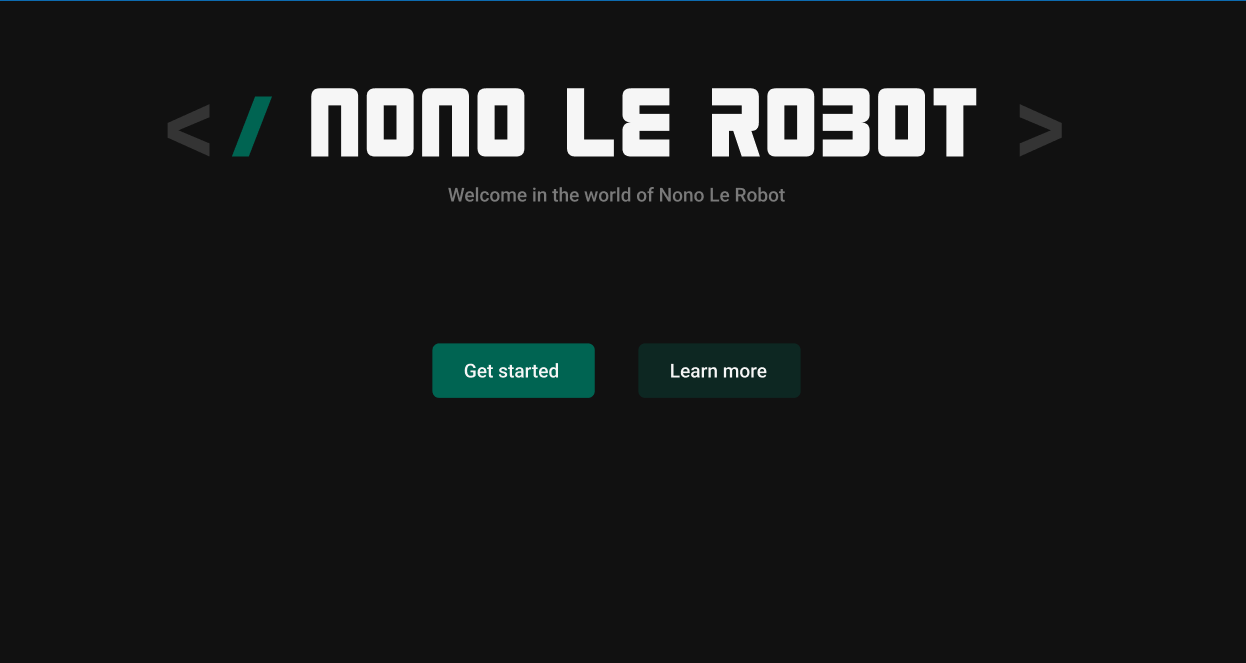 < / NONO LE ROBOT >
Welcome in the world of Nono Le Robot
Get started
Learn more